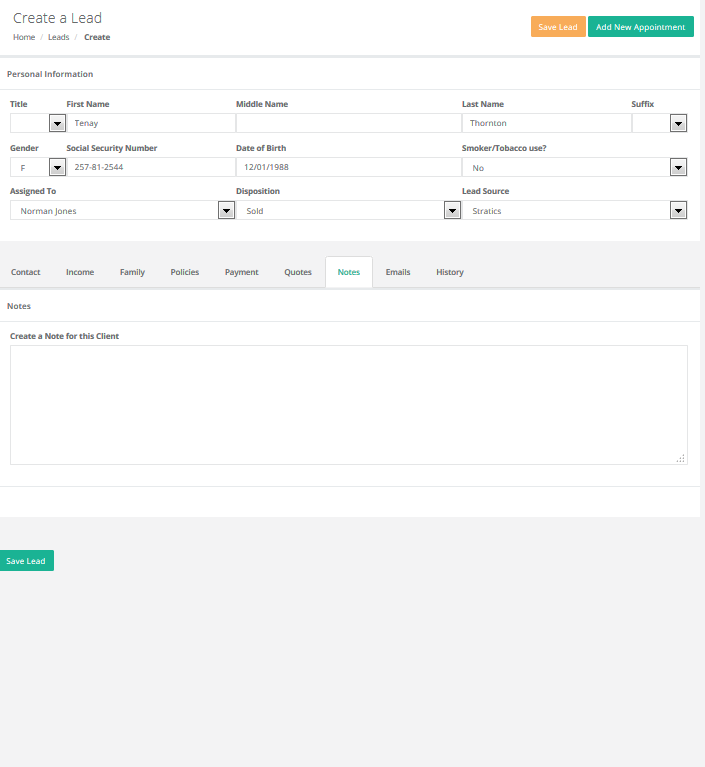 Create a Lead
Home / Leads / Create
Save Lead Add New Appointment
Personal Information
Title First Name Middle Name Last Name Suffix
Tenay Thornton
Gender Social Security Number Date of Birth Smoker/Tobacco use?
F 257-81-2544 12/01/1988 No
Assigned To Disposition Lead Source
Norman Jones Sold Stratics
Contact Income Family Policies Payment Quotes Notes Emails History
Notes
Create a Note for this Client
Save Lead